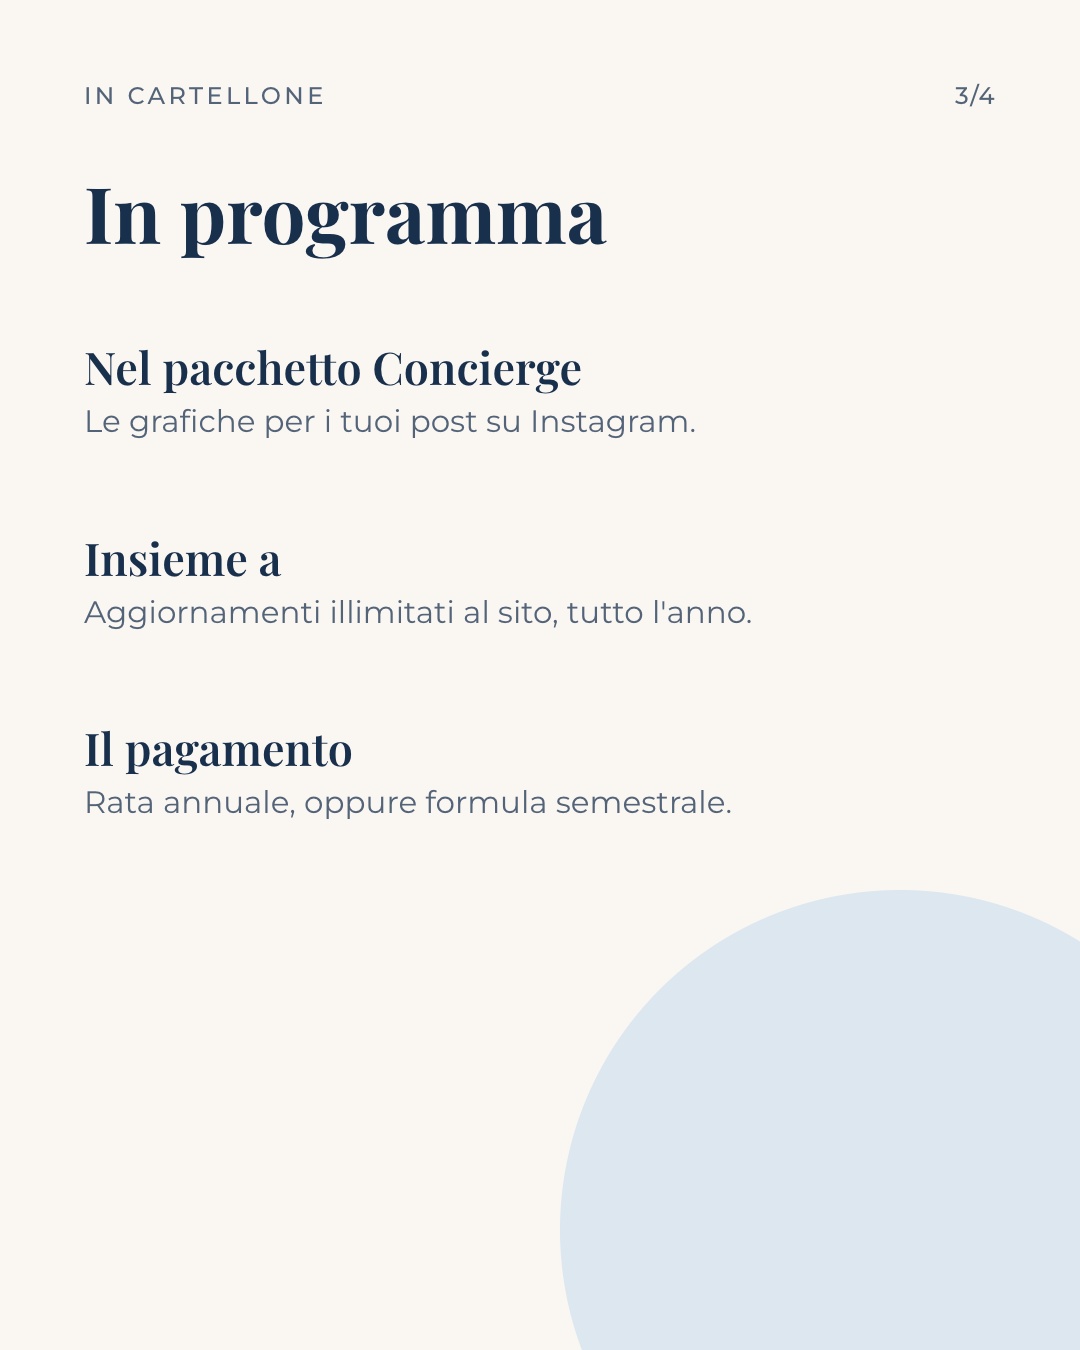 IN CARTELLONE
3/4
In programma
Nel pacchetto Concierge
Le grafiche per i tuoi post su Instagram.
Insieme a
Aggiornamenti illimitati al sito, tutto l'anno.
Il pagamento
Rata annuale, oppure formula semestrale.